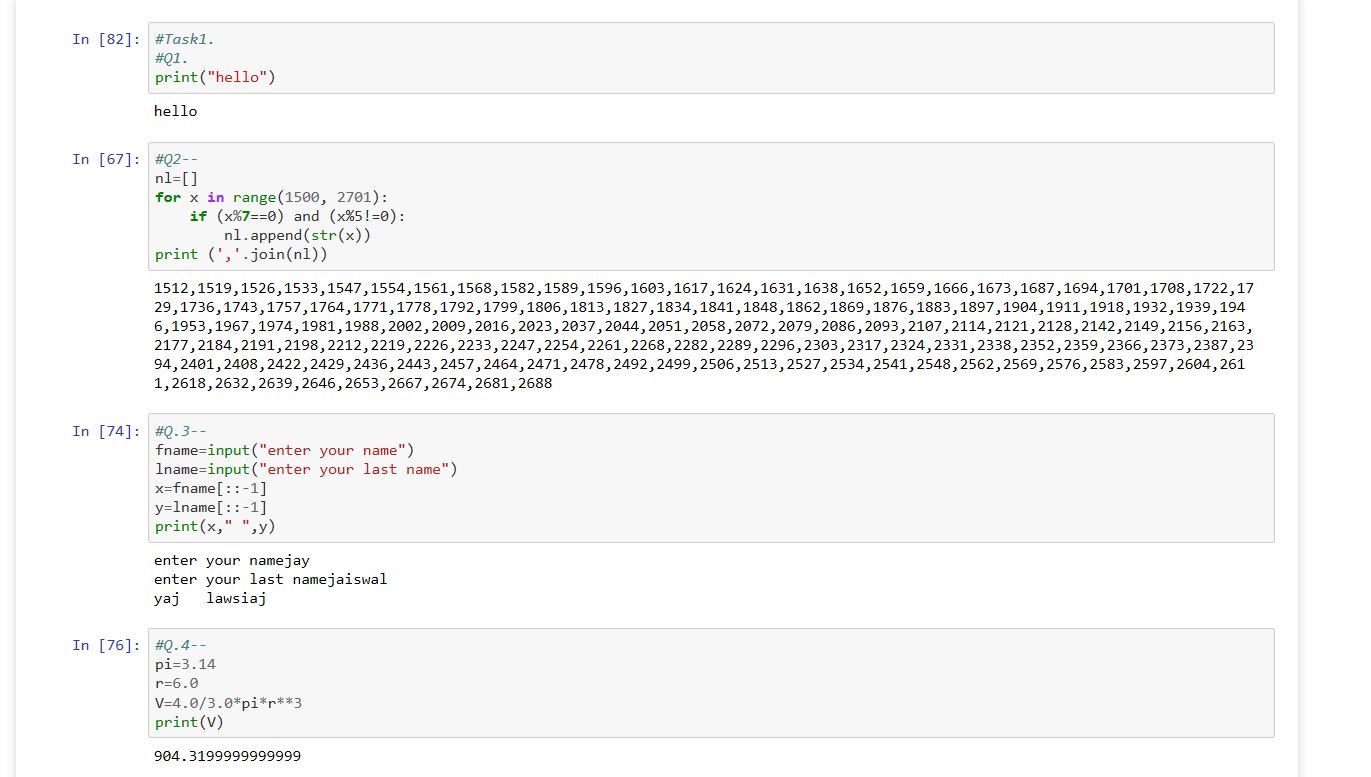 In [82]: #Task1.
#Q1.
print("hello")
hello
In [67]: #Q2--
nl=[]
for x in range(1500, 2701):
    if (x%7==0) and (x%5!=0):
        nl.append(str(x))
print (','.join(nl))
1512,1519,1526,1533,1547,1554,1561,1568,1582,1589,1596,1603,1617,1624,1631,1638,1652,1659,1666,1673,1687,1694,1701,1708,1722,17
29,1736,1743,1757,1764,1771,1778,1792,1799,1806,1813,1827,1834,1841,1848,1862,1869,1876,1883,1897,1904,1911,1918,1932,1939,194
6,1953,1967,1974,1981,1988,2002,2009,2016,2023,2037,2044,2051,2058,2072,2079,2086,2093,2107,2114,2121,2128,2142,2149,2156,2163,
2177,2184,2191,2198,2212,2219,2226,2233,2247,2254,2261,2268,2282,2289,2296,2303,2317,2324,2331,2338,2352,2359,2366,2373,2387,23
94,2401,2408,2422,2429,2436,2443,2457,2464,2471,2478,2492,2499,2506,2513,2527,2534,2541,2548,2562,2569,2576,2583,2597,2604,261
1,2618,2632,2639,2646,2653,2667,2674,2681,2688
In [74]: #Q.3--
fname=input("enter your name")
lname=input("enter your last name")
x=fname[::-1]
y=lname[::-1]
print(x," ",y)
enter your namejay
enter your last namejaiswal
yaj   lawsiaj
In [76]: #Q.4--
pi=3.14
r=6.0
V=4.0/3.0*pi*r**3
print(V)
904.3199999999999